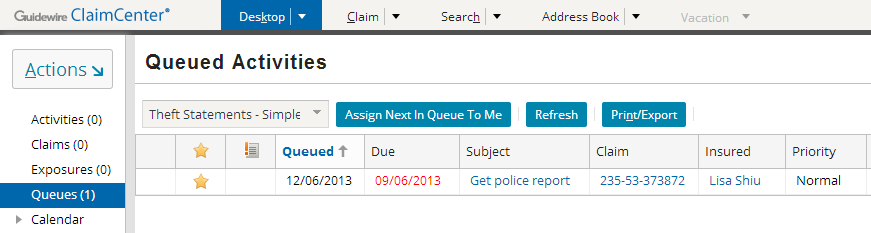 Guidewire ClaimCenter® Desktop Claim Search Address Book Vacation
Actions
Queued Activities
Activities (0)
Claims (0)
Exposures (0)
Queues (1)
Calendar
Theft Statements - Simple Assign Next In Queue To Me Refresh Print/Export
Queued Due Subject Claim Insured Priority
12/06/2013 09/06/2013 Get police report 235-53-373872 Lisa Shiu Normal